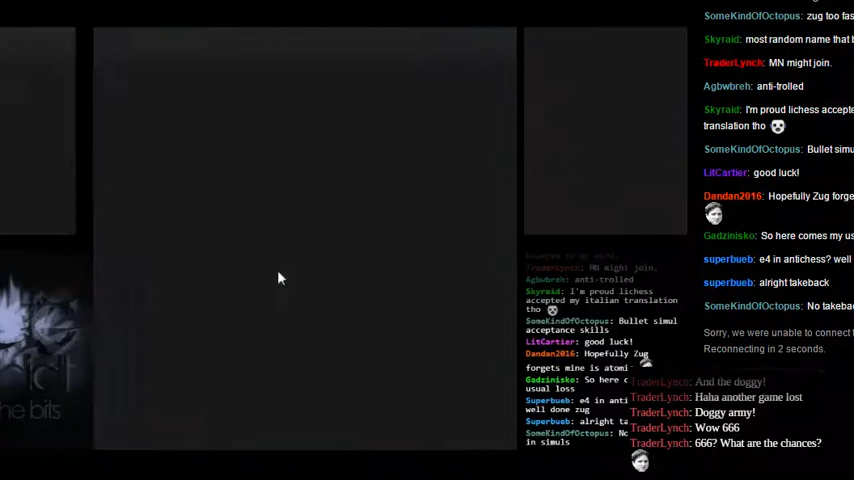 SomeKindOfOctopus: zug too fas
Skyraid: most random name that b
TraderLynch: MN might join.
Agbwbreh: anti-trolled
Skyraid: I'm proud lichess accepte
translation tho
SomeKindOfOctopus: Bullet simu
LitCartier: good luck!
Dandan2016: Hopefully Zug forge
Gadzinisko: So here comes my us
superbueb: e4 in antichess? well
superbueb: alright takeback
SomeKindOfOctopus: No takeba
Sorry, we were unable to connect t
Reconnecting in 2 seconds.
TraderLynch: MN might join.
Agbwbreh: anti-trolled
Skyraid: I'm proud lichess
accepted my italian translation
tho
SomeKindOfOctopus: Bullet simul
acceptance skills
LitCartier: good luck!
Dandan2016: Hopefully Zug
forgets mine is atomi
Gadzinisko: So here c
usual loss
Superbueb: e4 in anti
well done zug
Superbueb: alright ta
SomeKindOfOctopus: No
in simuls
TraderLynch: And the doggy!
TraderLynch: Haha another game lost
TraderLynch: Doggy army!
TraderLynch: Wow 666
TraderLynch: 666? What are the chances?
he bits